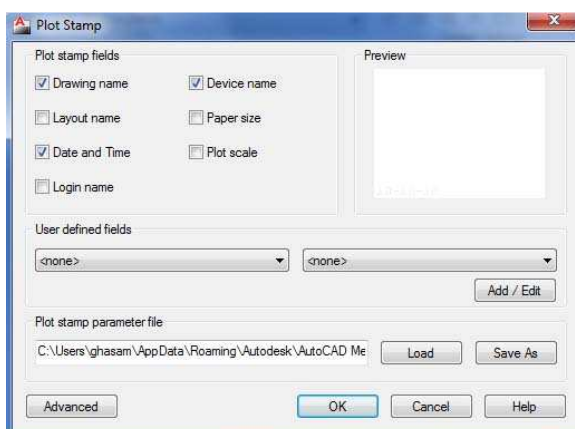 Plot Stamp
Plot stamp fields
Preview
Drawing name
Device name
Layout name
Paper size
Date and Time
Plot scale
Login name
User defined fields
<none>
<none>
Add / Edit
Plot stamp parameter file
C:\Users\ghasam\AppData\Roaming\Autodesk\AutoCAD Me
Load
Save As
Advanced
OK
Cancel
Help